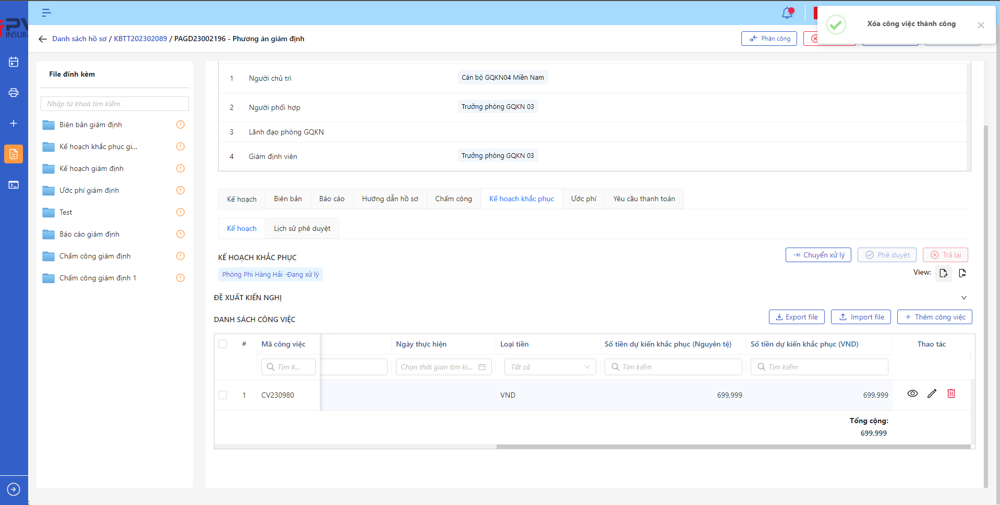 PV
INSURA
Xóa công việc thành công
Danh sách hồ sơ / KBTT202302089 / PAGD23002196 - Phương án giám định
Phân công
File đính kèm
Nhập từ khoá tìm kiếm
Biên bản giám định
Kế hoạch khắc phục gi...
Kế hoạch giám định
Ước phí giám định
Test
Báo cáo giám định
Chấm công giám định
Chấm công giám định 1
1 Người chủ trì Cán bộ GQKN04 Miền Nam
2 Người phối hợp Trưởng phòng GQKN 03
3 Lãnh đạo phòng GQKN
4 Giám định viên Trưởng phòng GQKN 03
Kế hoạch Biên bản Báo cáo Hướng dẫn hồ sơ Chấm công Kế hoạch khắc phục Ước phí Yêu cầu thanh toán
Kế hoạch Lịch sử phê duyệt
KẾ HOẠCH KHẮC PHỤC
Chuyển xử lý Phê duyệt Trả lại
Phòng Phi Hàng Hải -Đang xử lý
View:
ĐỀ XUẤT KIẾN NGHỊ
DANH SÁCH CÔNG VIỆC
Export file Import file + Thêm công việc
# Mã công việc Ngày thực hiện Loại tiền Số tiền dự kiến khắc phục (Nguyên tệ) Số tiền dự kiến khắc phục (VND) Thao tác
Tìm k... Chọn thời gian tìm ki... Tất cả Tìm kiếm Tìm kiếm
1 CV230980 VND 699,999 699,999
Tổng cộng:
699,999